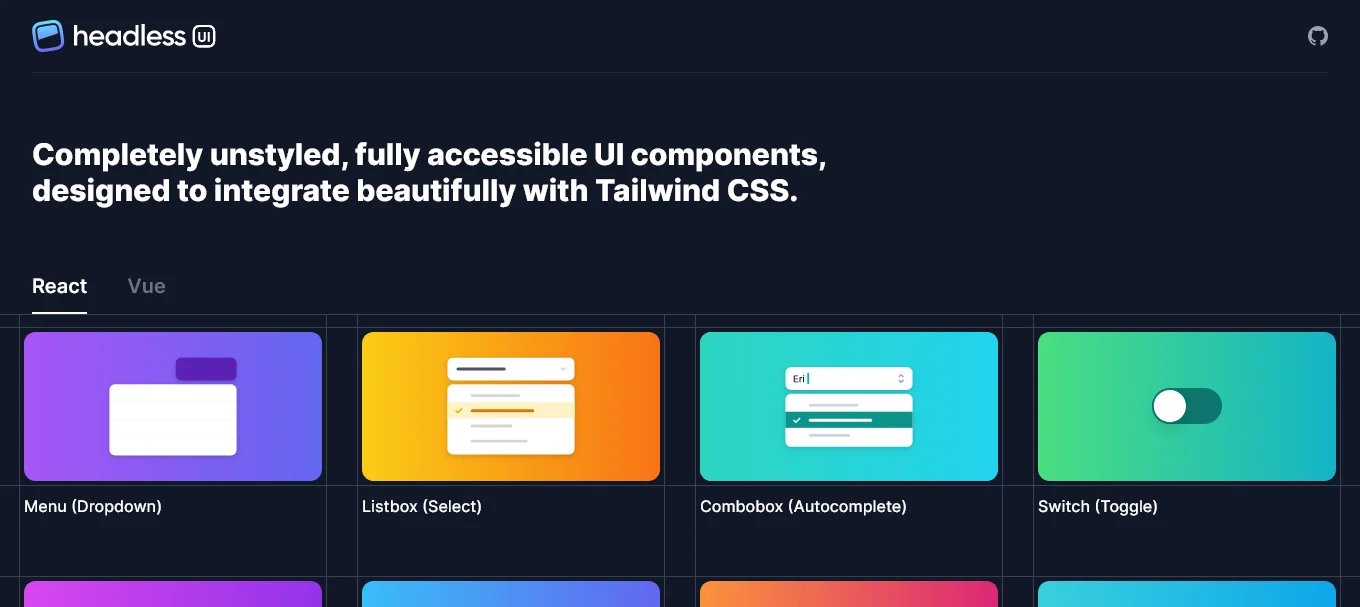 headless UI
Completely unstyled, fully accessible UI components,
designed to integrate beautifully with Tailwind CSS.
React Vue
Eri
Menu (Dropdown) Listbox (Select) Combobox (Autocomplete) Switch (Toggle)